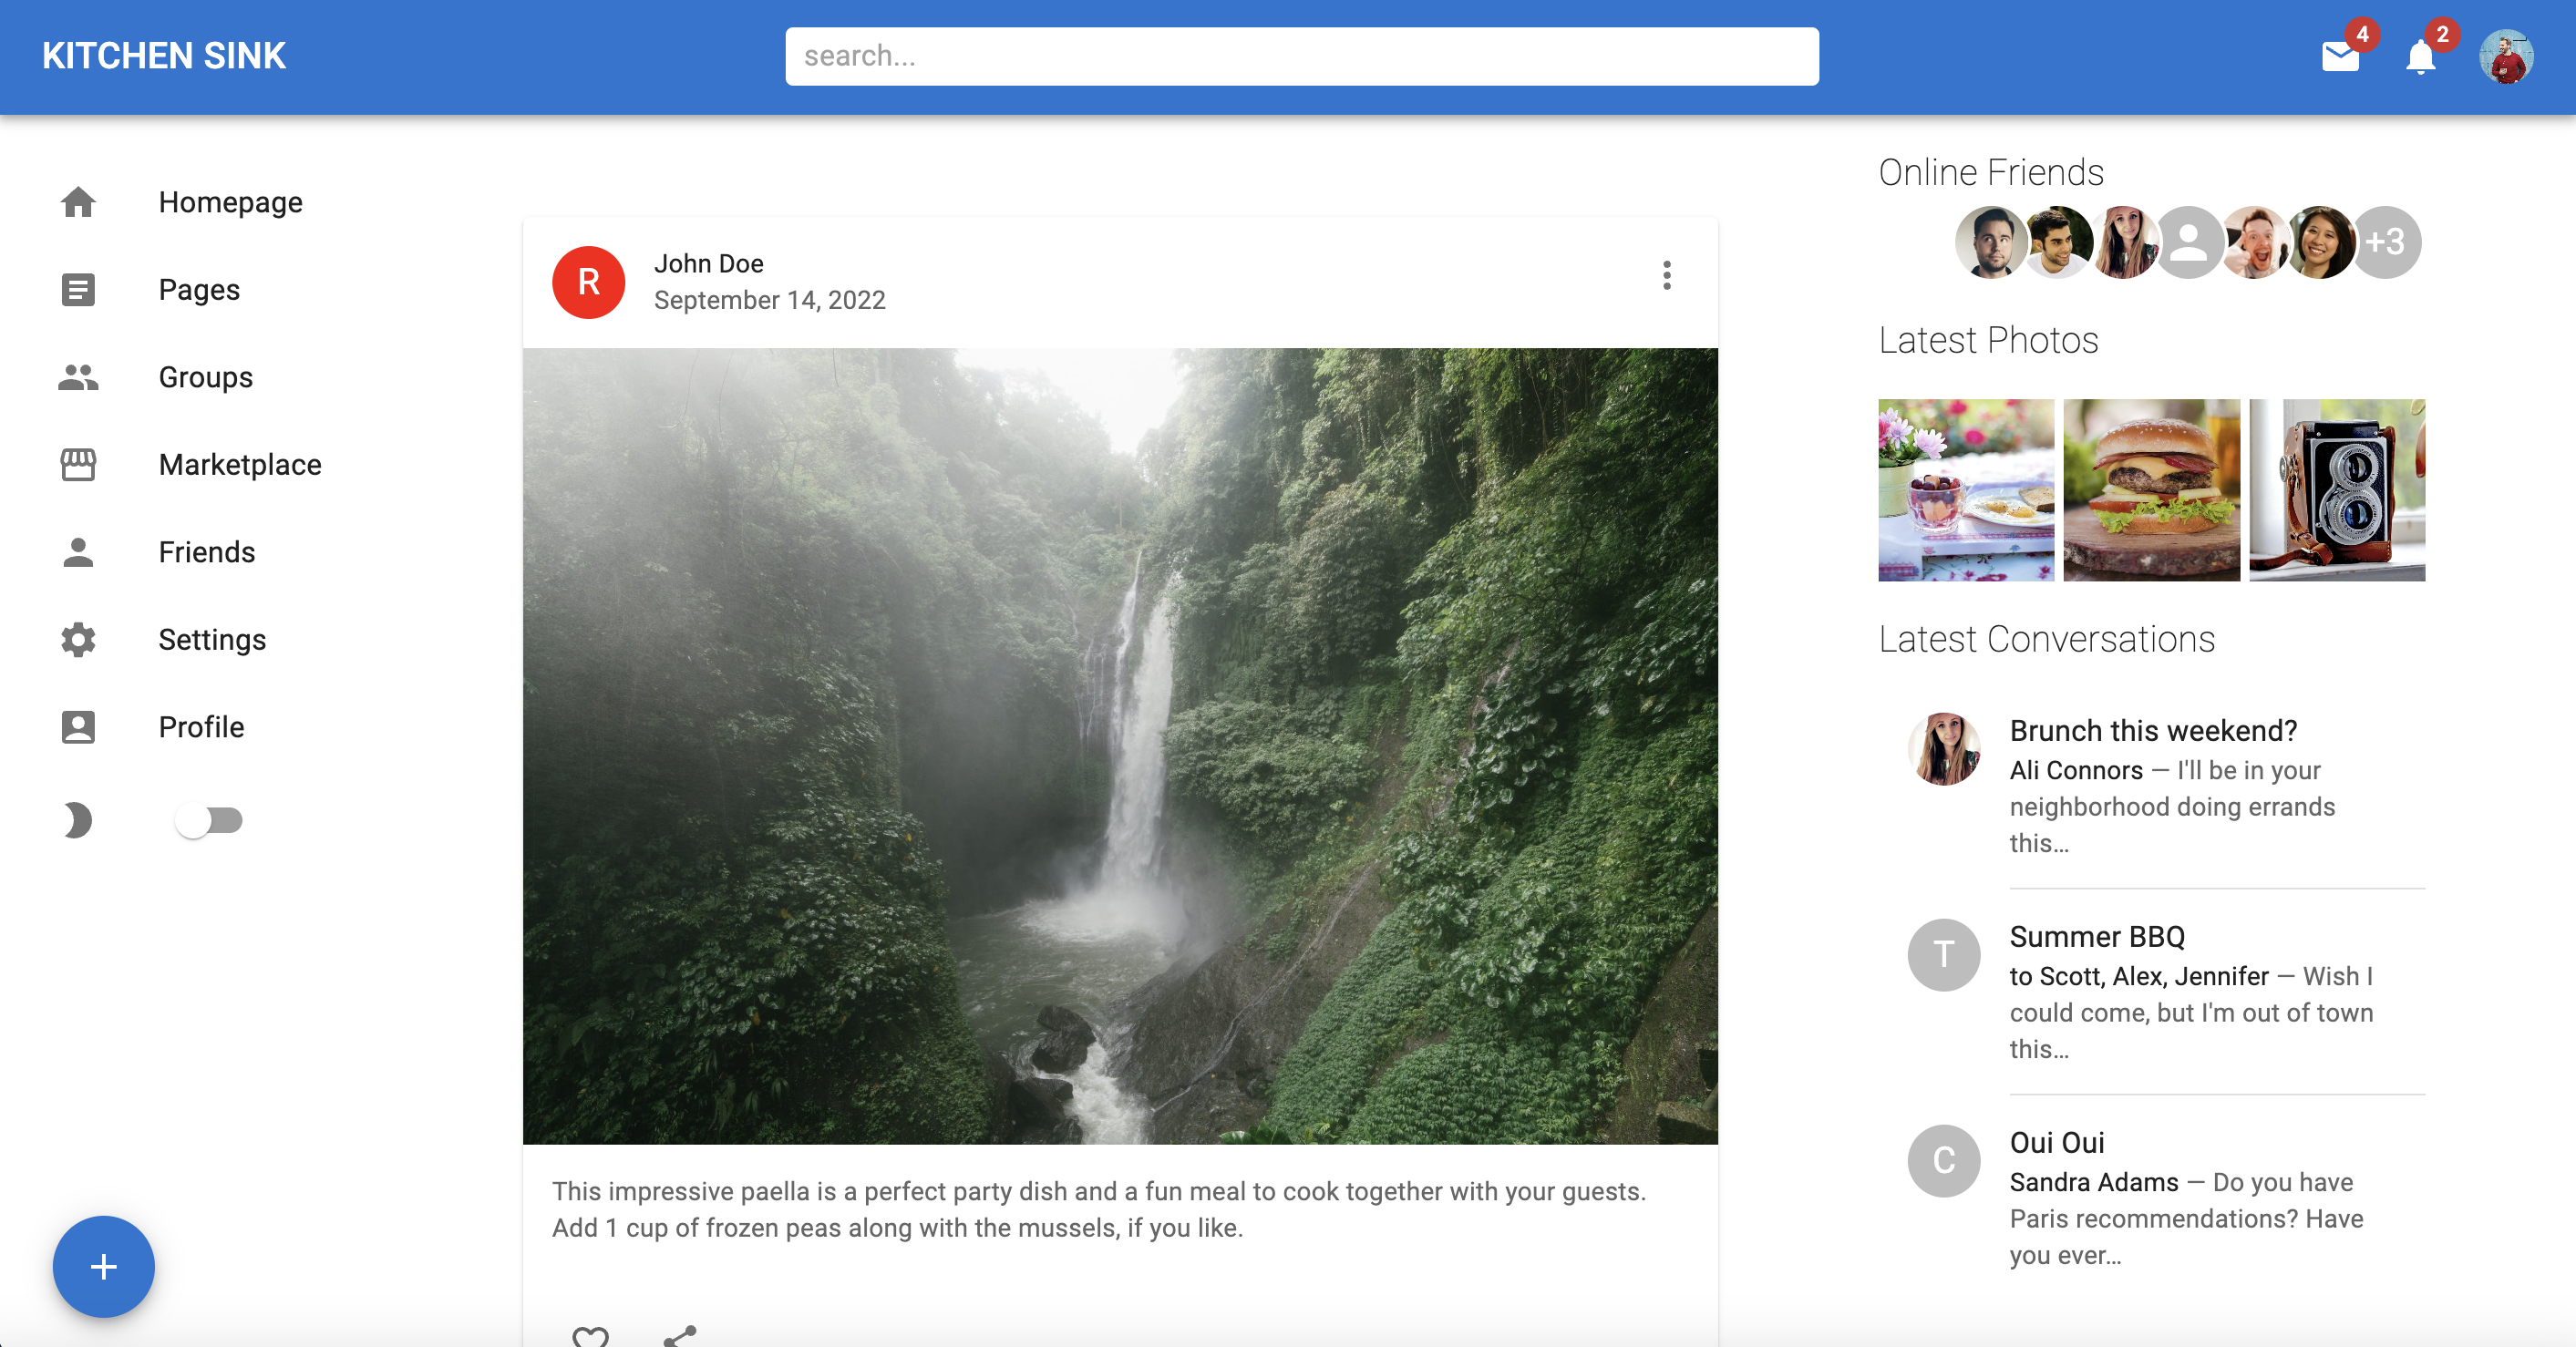 KITCHEN SINK
search...
4
2
Homepage
Pages
Groups
Marketplace
Friends
Settings
Profile
R
John Doe
September 14, 2022
This impressive paella is a perfect party dish and a fun meal to cook together with your guests.
Add 1 cup of frozen peas along with the mussels, if you like.
Online Friends
+3
Latest Photos
Latest Conversations
Brunch this weekend?
Ali Connors — I'll be in your
neighborhood doing errands
this…
T
Summer BBQ
to Scott, Alex, Jennifer — Wish I
could come, but I'm out of town
this…
C
Oui Oui
Sandra Adams — Do you have
Paris recommendations? Have
you ever…